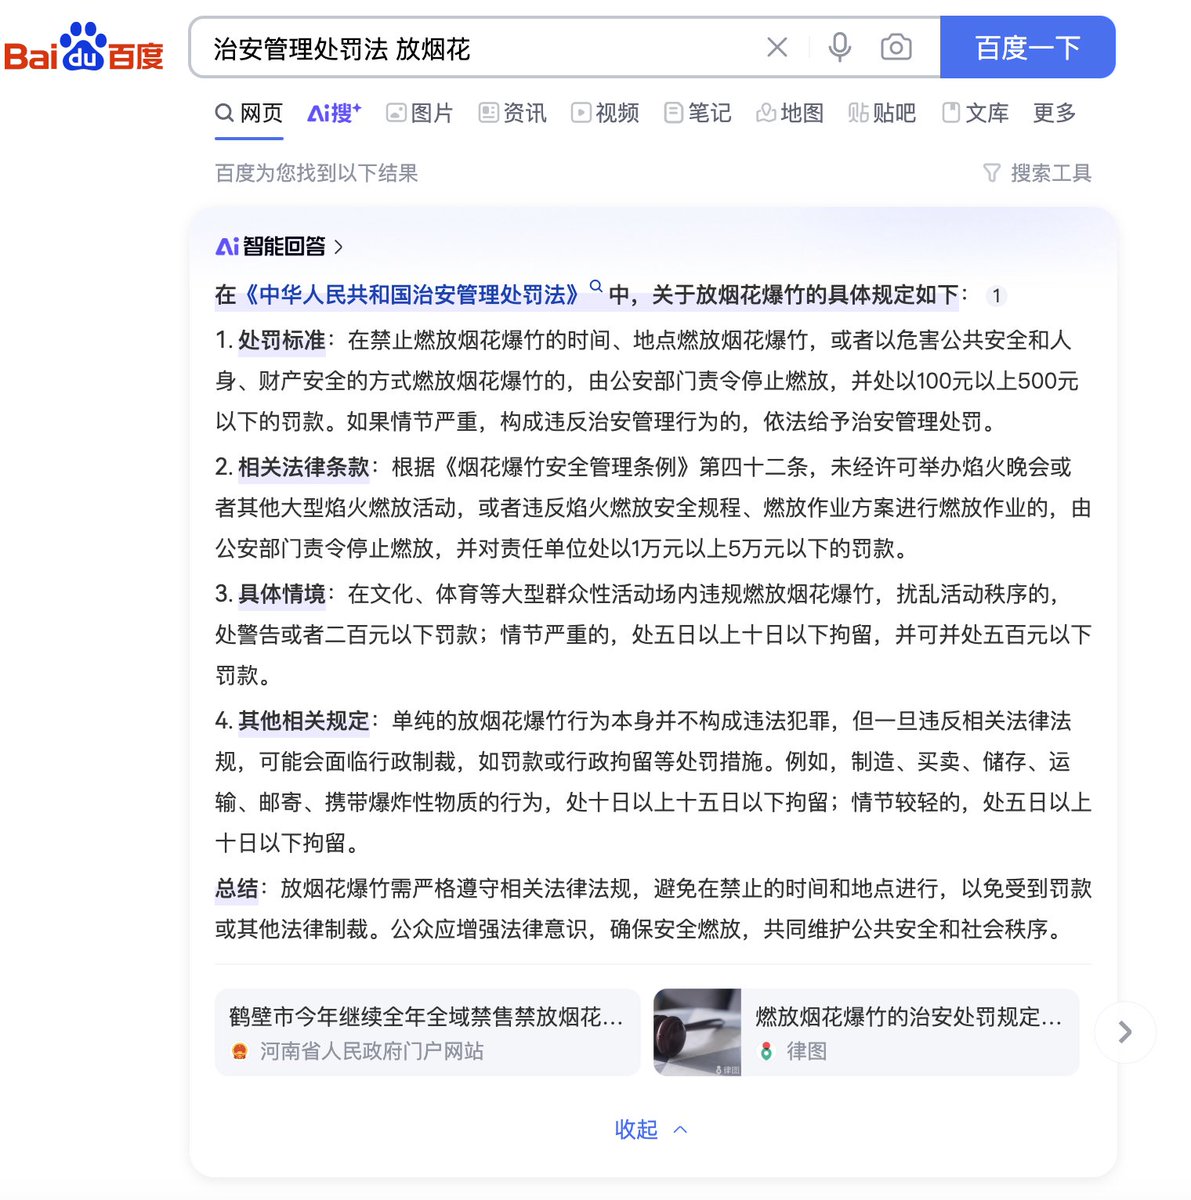 Bai du 百度
治安管理处罚法 放烟花
百度一下
网页 Ai搜+ 图片 资讯 视频 笔记 地图 贴吧 文库 更多
百度为您找到以下结果 搜索工具
Ai智能回答
在《中华人民共和国治安管理处罚法》中，关于放烟花爆竹的具体规定如下： 1
1. 处罚标准：在禁止燃放烟花爆竹的时间、地点燃放烟花爆竹，或者以危害公共安全和人
身、财产安全的方式燃放烟花爆竹的，由公安部门责令停止燃放，并处以100元以上500元
以下的罚款。如果情节严重，构成违反治安管理行为的，依法给予治安管理处罚。
2. 相关法律条款：根据《烟花爆竹安全管理条例》第四十二条，未经许可举办焰火晚会或
者其他大型焰火燃放活动，或者违反焰火燃放安全规程、燃放作业方案进行燃放作业的，由
公安部门责令停止燃放，并对责任单位处以1万元以上5万元以下的罚款。
3. 具体情境：在文化、体育等大型群众性活动场内违规燃放烟花爆竹，扰乱活动秩序的，
处警告或者二百元以下罚款；情节严重的，处五日以上十日以下拘留，并可并处五百元以下
罚款。
4. 其他相关规定：单纯的放烟花爆竹行为本身并不构成违法犯罪，但一旦违反相关法律法
规，可能会面临行政制裁，如罚款或行政拘留等处罚措施。例如，制造、买卖、储存、运
输、邮寄、携带爆炸性物质的行为，处十日以上十五日以下拘留；情节较轻的，处五日以上
十日以下拘留。
总结：放烟花爆竹需严格遵守相关法律法规，避免在禁止的时间和地点进行，以免受到罚款
或其他法律制裁。公众应增强法律意识，确保安全燃放，共同维护公共安全和社会秩序。
鹤壁市今年继续全年全域禁售禁放烟花...
河南省人民政府门户网站
燃放烟花爆竹的治安处罚规定...
律图
律图
收起